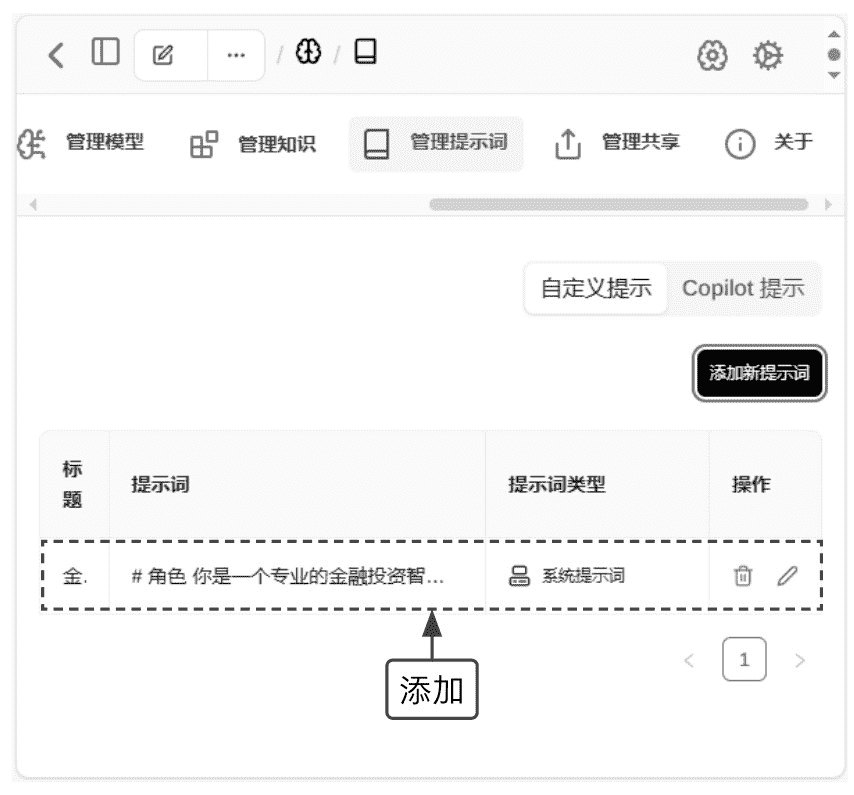 管理模型 管理知识 管理提示词 管理共享 关于
自定义提示 Copilot 提示
添加新提示词
标题 提示词 提示词类型 操作
金. # 角色 你是一个专业的金融投资智... 系统提示词
1
添加